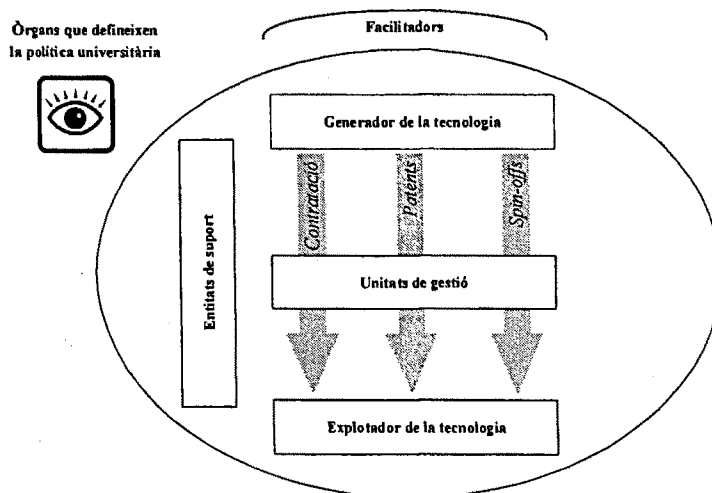 Òrgans que defineixen
la política universitària
Facilitadors
Generador de la tecnologia
Contratació
Patents
Spin-offs
Entitats de suport
Unitats de gestió
Explotador de la tecnologia